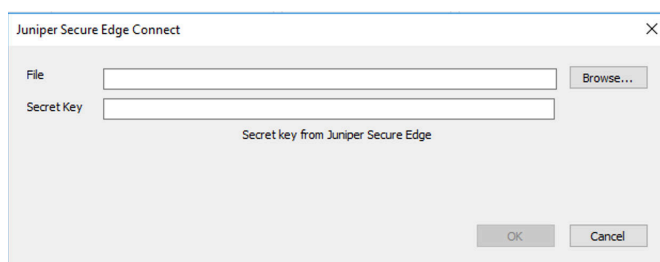 Juniper Secure Edge Connect
File
Browse...
Secret Key
Secret key from Juniper Secure Edge
OK
Cancel